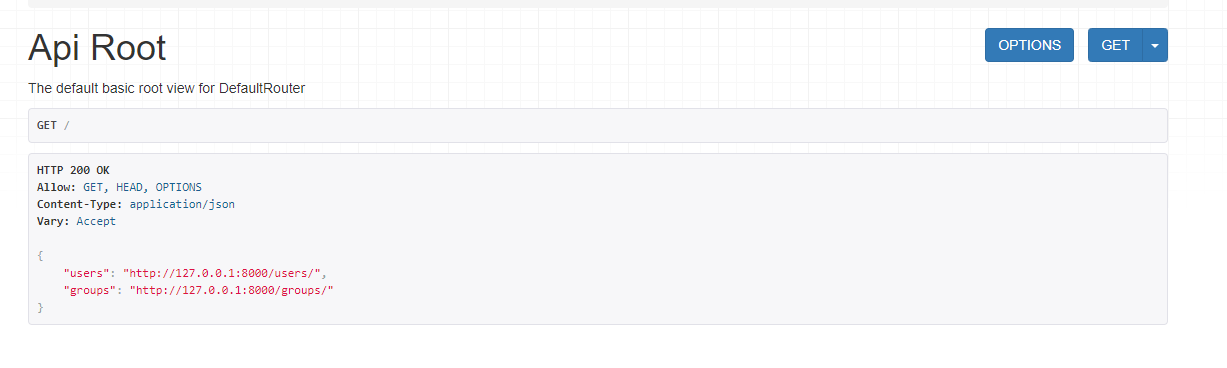 Api Root
OPTIONS
GET
The default basic root view for DefaultRouter
GET /
HTTP 200 OK
Allow: GET, HEAD, OPTIONS
Content-Type: application/json
Vary: Accept
{
    "users": "http://127.0.0.1:8000/users/",
    "groups": "http://127.0.0.1:8000/groups/"
}